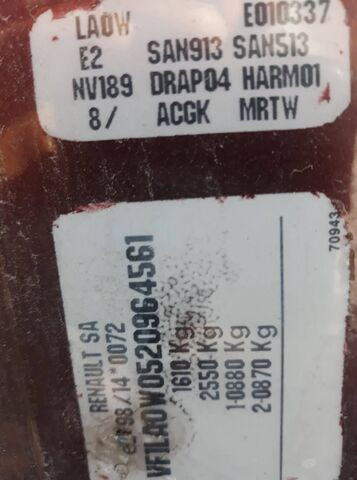 LA0W E010337
E2 SAN913 SAN513
NV189 DRAP04 HARM01
8/ ACGK MRTW
70943
RENAULT SA
e2*98/14*0072
VF1LA0W0520964561
1610 Kg
2550 Kg
1-0880 Kg
2-0870 Kg